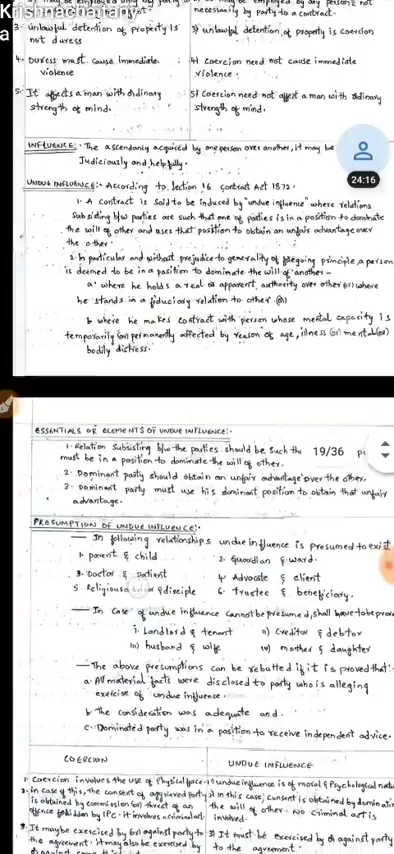 Krishnachaitany
necessarily by party to a contract.
3. unlawful detention of property is not duress
3) unlawful detention of property is coercion
4. Duress must cause immediate violence
4) coercion need not cause immediate violence.
5. It affects a man with ordinary strength of mind.
5) coercion need not affect a man with ordinary strength of mind.
INFLUENCE:- The ascendancy acquired by one person over another, it may be
Judiciously and helpfully.
24:16
UNDUE INFLUENCE:- According to Section 16 contract Act 1872.
1. A contract is said to be induced by "undue influence" where relations
subsisting b/w parties are such that one of parties is in a position to dominate
the will of other and uses that position to obtain an unfair advantage over
the other.
2. In particular and without prejudice to generality of foregoing principle, a person
is deemed to be in a position to dominate the will of another -
a. where he holds a real or apparent authority over other (or) where
he stands in a fiduciary relation to other (or)
b. where he makes contract with person whose mental capacity is
temporarily (or) permanently affected by reason of age, illness (or) mental (or)
bodily distress.
ESSENTIALS OR ELEMENTS OF UNDUE INFLUENCE:-
1. Relation subsisting b/w the parties should be such th
19/36
must be in a position to dominate the will of other.
2. Dominant party should obtain an unfair advantage over the other.
3. Dominant party must use his dominant position to obtain that unfair
advantage.
PRESUMPTION OF UNDUE INFLUENCE:-
— In following relationships undue influence is presumed to exist
1. parent & child
2. Guardian & ward.
3. Doctor & patient
4. Advocate & client
5. Religious & disciple
6. Trustee & beneficiary.
— In case of undue influence cannot be presumed, shall have to be prove
i. Landlord & tenant
ii) Creditor & debtor
iii) husband & wife
iv) mother & daughter
— The above presumptions can be rebutted if it is proved that:-
a. All material facts were disclosed to party who is alleging
exercise of undue influence.
b. The consideration was adequate and.
c. Dominated party was in a position to receive independent advice.
COERCION
UNDUE INFLUENCE
1. Coercion involves the use of Physical force
1) undue influence is of moral & Psychological natu
2. In case of this, the consent of aggrieved party is obtained by commission (or) threat of an offence forbidden by IPC. it involves a criminal act
2) In this case, consent is obtained by dominatin the will of other. No criminal act is involved.
3. It may be exercised by (or) against party to the agreement. It may also be exercised by
3) It must be exercised by or against party to the agreement.